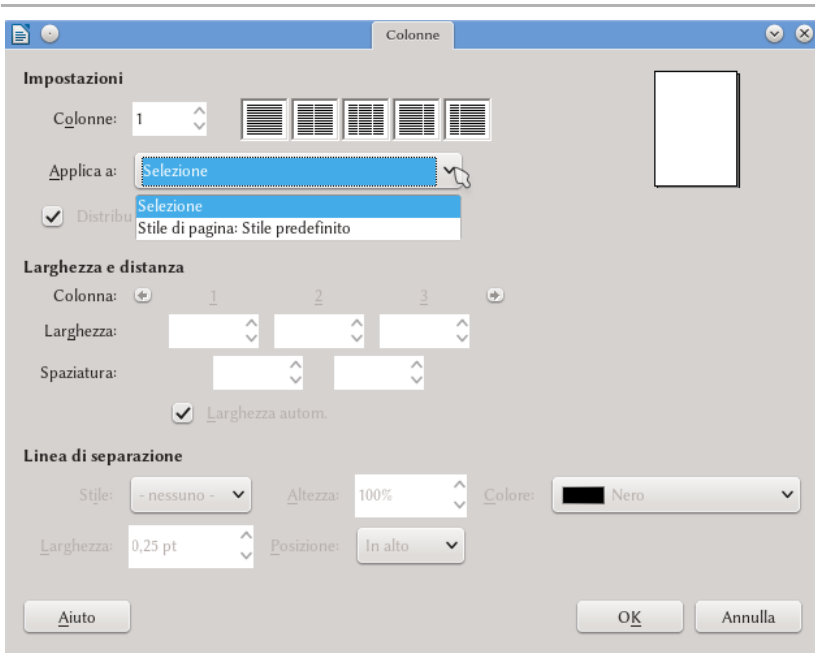 Colonne
Impostazioni
Colonne: 1
Applica a: Selezione
Selezione
Distribu
Stile di pagina: Stile predefinito
Larghezza e distanza
Colonna: 1 2 3
Larghezza:
Spaziatura:
Larghezza autom.
Linea di separazione
Stile: - nessuno - Altezza: 100% Colore: Nero
Larghezza: 0,25 pt Posizione: In alto
Aiuto OK Annulla